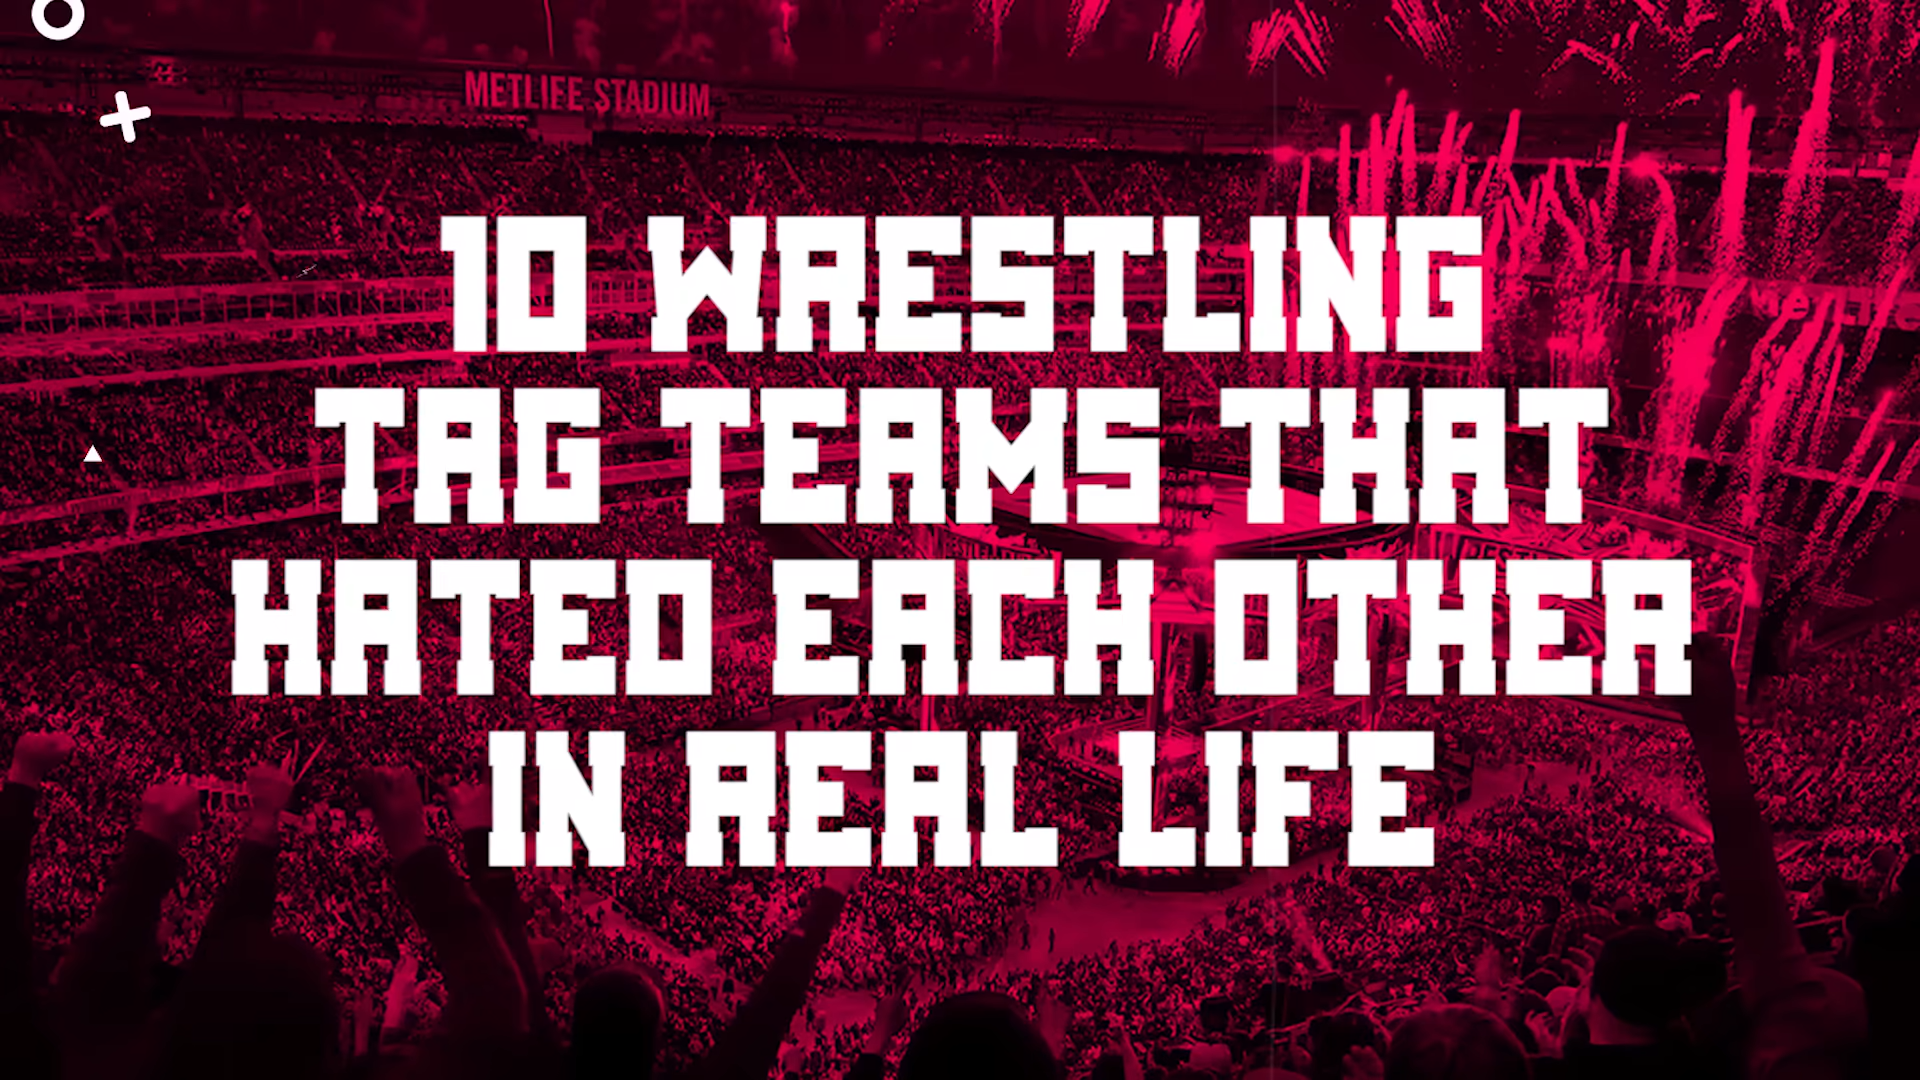 METLIFE STADIUM
10 WRESTLING
TAG TEAMS THAT
HATED EACH OTHER
IN REAL LIFE